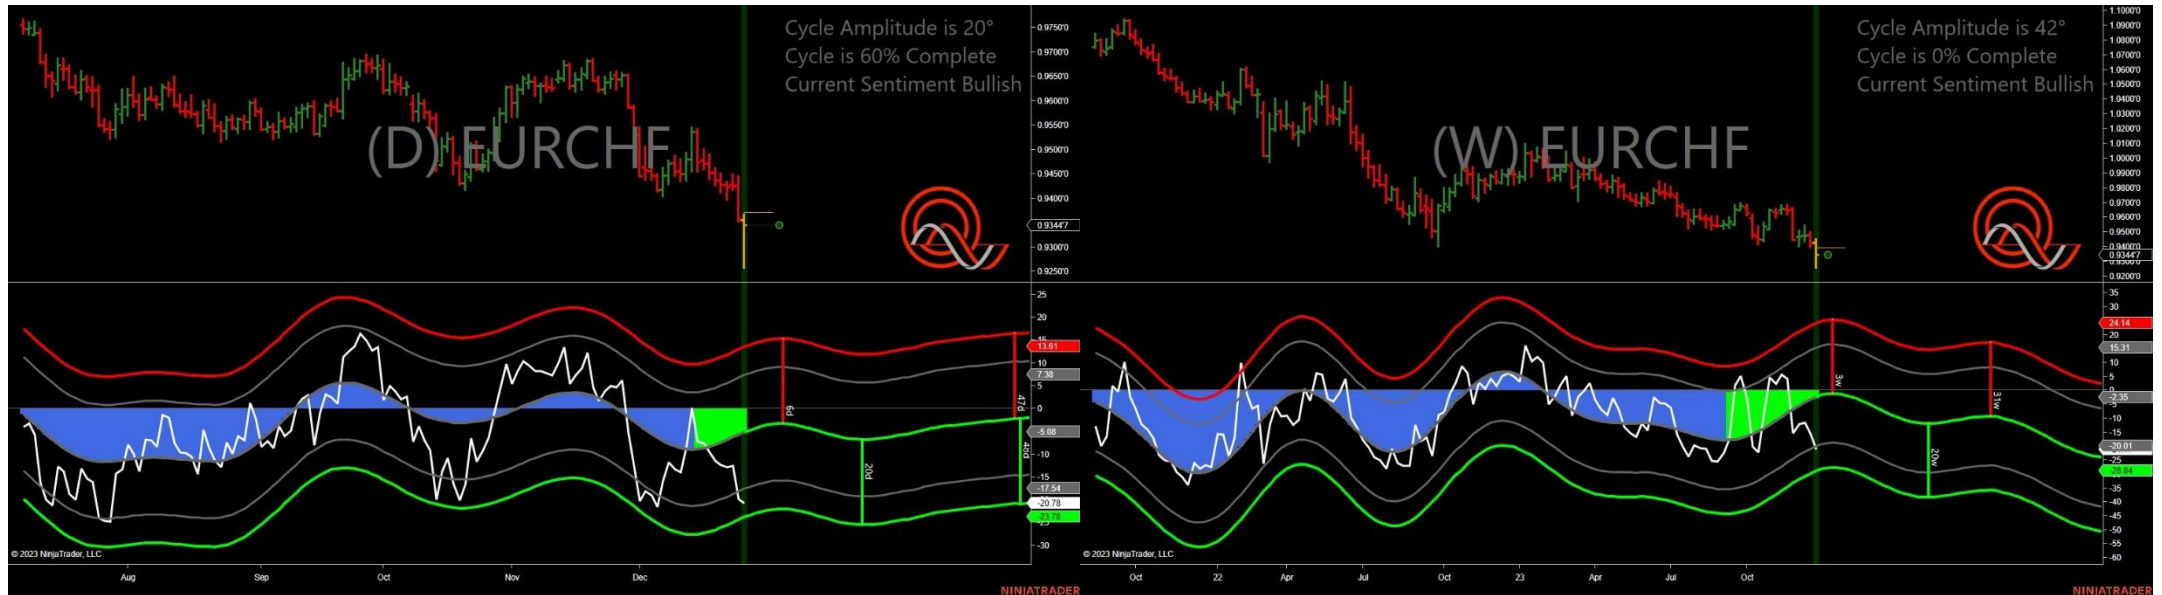 Cycle Amplitude is 20°
Cycle is 60% Complete
Current Sentiment Bullish
(D) EURCHF
0.9750'0
0.9700'0
0.9650'0
0.9600'0
0.9550'0
0.9500'0
0.9450'0
0.9400'0
0.9344'7
0.9300'0
0.9250'0
25
20
15
13.61
10
7.38
5
0
-5.08
-10
-15
-17.54
-20.78
-23.78
-30
6d
20d
47d
48d
© 2023 NinjaTrader, LLC
Aug
Sep
Oct
Nov
Dec
NINJATRADER
Cycle Amplitude is 42°
Cycle is 0% Complete
Current Sentiment Bullish
(W) EURCHF
1.1000'0
1.0900'0
1.0800'0
1.0700'0
1.0600'0
1.0500'0
1.0400'0
1.0300'0
1.0200'0
1.0100'0
1.0000'0
0.9900'0
0.9800'0
0.9700'0
0.9600'0
0.9500'0
0.9400'0
0.9344'7
0.9200'0
35
30
24.14
20
15.31
10
5
0
-2.35
-5
-10
-15
-20.01
-25
-28.84
-35
-40
-45
-50
-55
-60
3w
20w
31w
© 2023 NinjaTrader, LLC
Oct
22
Apr
Jul
Oct
23
Apr
Jul
Oct
NINJATRADER